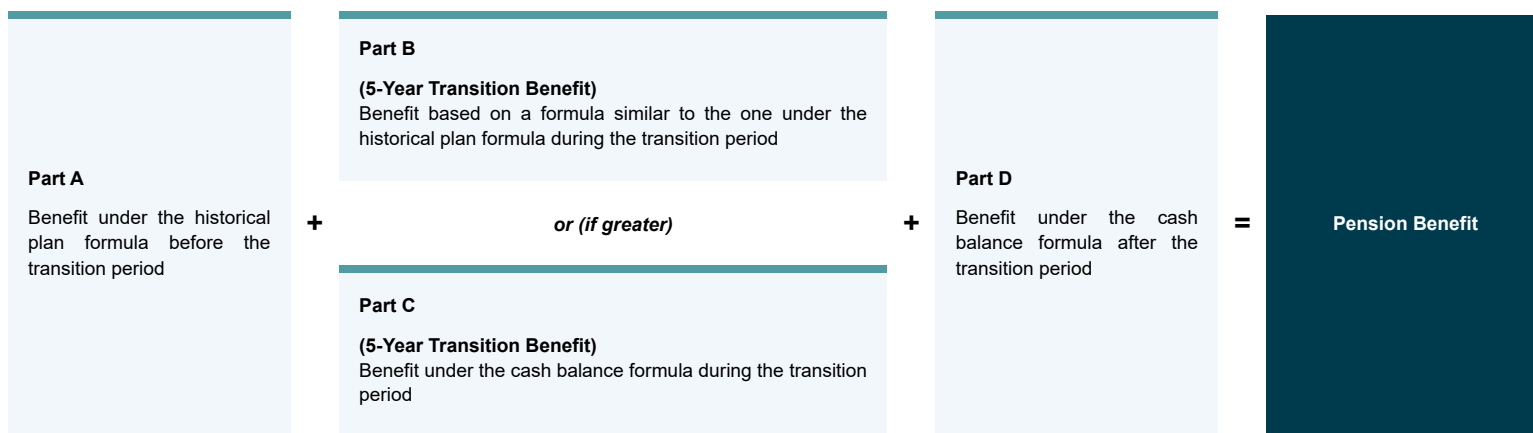 Part A
Benefit under the historical
plan formula before the
transition period
+
Part B
(5-Year Transition Benefit)
Benefit based on a formula similar to the one under the
historical plan formula during the transition period
or (if greater)
Part C
(5-Year Transition Benefit)
Benefit under the cash balance formula during the transition
period
+
Part D
Benefit under the cash
balance formula after the
transition period
=
Pension Benefit